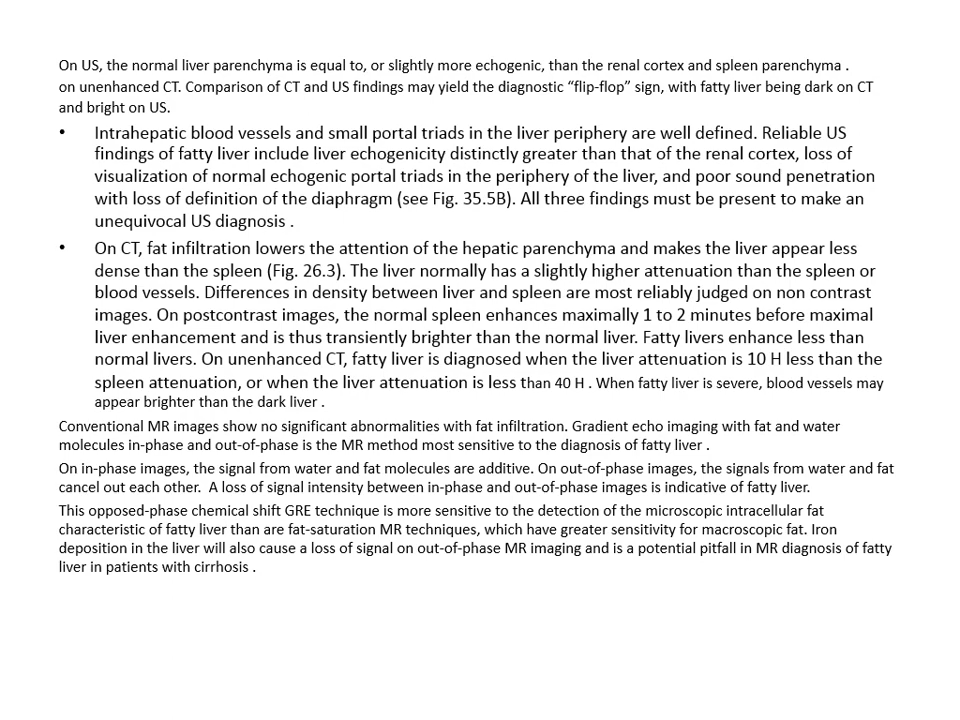 On US, the normal liver parenchyma is equal to, or slightly more echogenic, than the renal cortex and spleen parenchyma .
on unenhanced CT. Comparison of CT and US findings may yield the diagnostic “flip-flop” sign, with fatty liver being dark on CT
and bright on US.
• Intrahepatic blood vessels and small portal triads in the liver periphery are well defined. Reliable US
findings of fatty liver include liver echogenicity distinctly greater than that of the renal cortex, loss of
visualization of normal echogenic portal triads in the periphery of the liver, and poor sound penetration
with loss of definition of the diaphragm (see Fig. 35.5B). All three findings must be present to make an
unequivocal US diagnosis .
• On CT, fat infiltration lowers the attention of the hepatic parenchyma and makes the liver appear less
dense than the spleen (Fig. 26.3). The liver normally has a slightly higher attenuation than the spleen or
blood vessels. Differences in density between liver and spleen are most reliably judged on non contrast
images. On postcontrast images, the normal spleen enhances maximally 1 to 2 minutes before maximal
liver enhancement and is thus transiently brighter than the normal liver. Fatty livers enhance less than
normal livers. On unenhanced CT, fatty liver is diagnosed when the liver attenuation is 10 H less than the
spleen attenuation, or when the liver attenuation is less than 40 H . When fatty liver is severe, blood vessels may
appear brighter than the dark liver .
Conventional MR images show no significant abnormalities with fat infiltration. Gradient echo imaging with fat and water
molecules in-phase and out-of-phase is the MR method most sensitive to the diagnosis of fatty liver .
On in-phase images, the signal from water and fat molecules are additive. On out-of-phase images, the signals from water and fat
cancel out each other.  A loss of signal intensity between in-phase and out-of-phase images is indicative of fatty liver.
This opposed-phase chemical shift GRE technique is more sensitive to the detection of the microscopic intracellular fat
characteristic of fatty liver than are fat-saturation MR techniques, which have greater sensitivity for macroscopic fat. Iron
deposition in the liver will also cause a loss of signal on out-of-phase MR imaging and is a potential pitfall in MR diagnosis of fatty
liver in patients with cirrhosis .